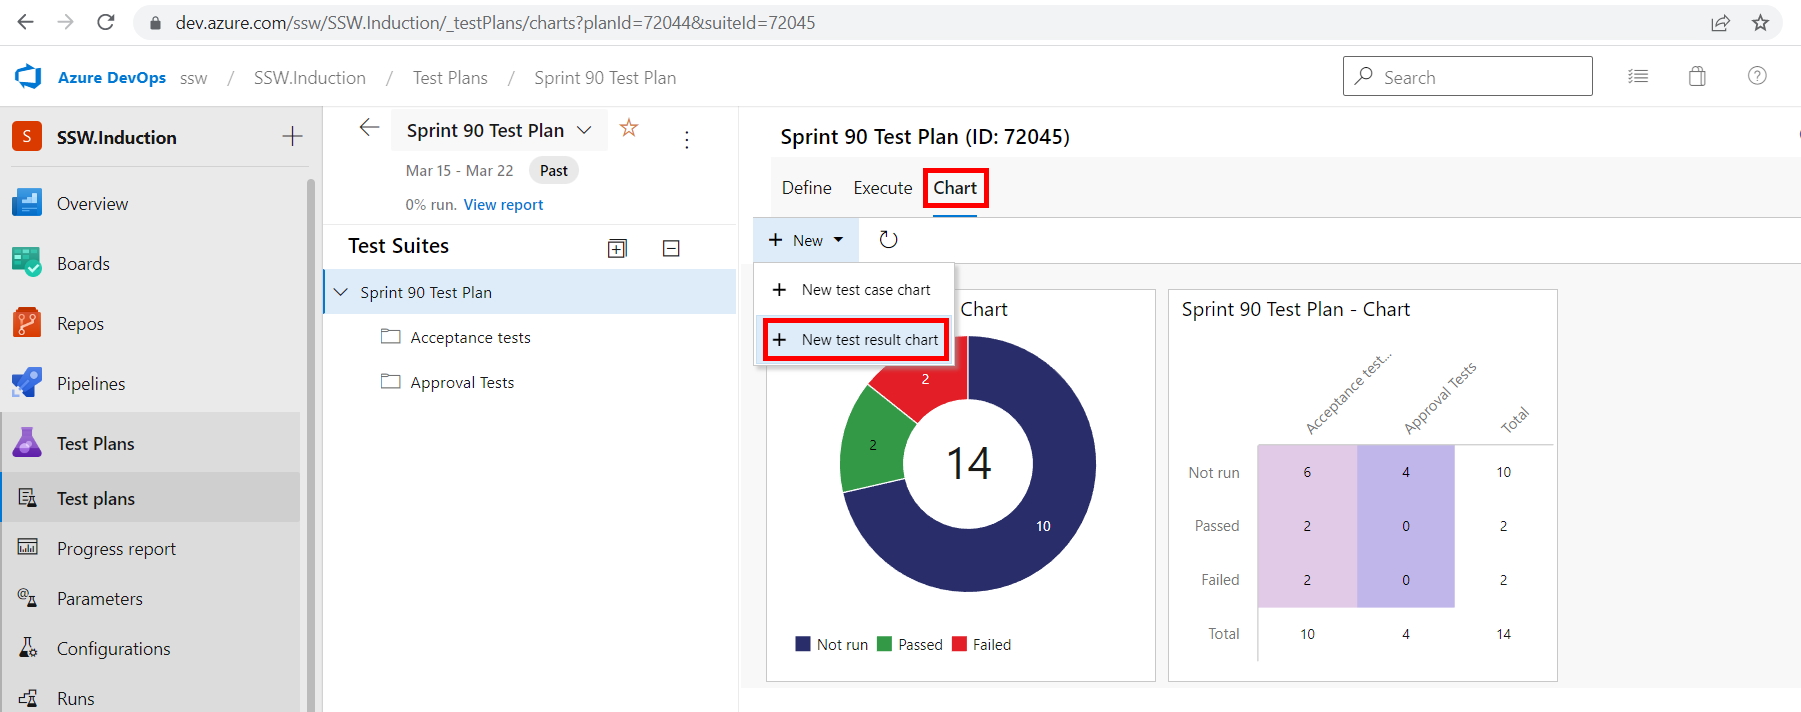 dev.azure.com/ssw/SSW.Induction/_testPlans/charts?planId=72044&suiteId=72045
Azure DevOps ssw / SSW.Induction / Test Plans / Sprint 90 Test Plan
Search
S SSW.Induction
Overview
Boards
Repos
Pipelines
Test Plans
Test plans
Progress report
Parameters
Configurations
Runs
Sprint 90 Test Plan
Mar 15 - Mar 22 Past
0% run. View report
Test Suites
Sprint 90 Test Plan
Acceptance tests
Approval Tests
Sprint 90 Test Plan (ID: 72045)
Define Execute Chart
+ New
+ New test case chart
+ New test result chart
Chart
2
2
14
10
Not run Passed Failed
Sprint 90 Test Plan - Chart
Acceptance test... Approval Tests Total
Not run 6 4 10
Passed 2 0 2
Failed 2 0 2
Total 10 4 14